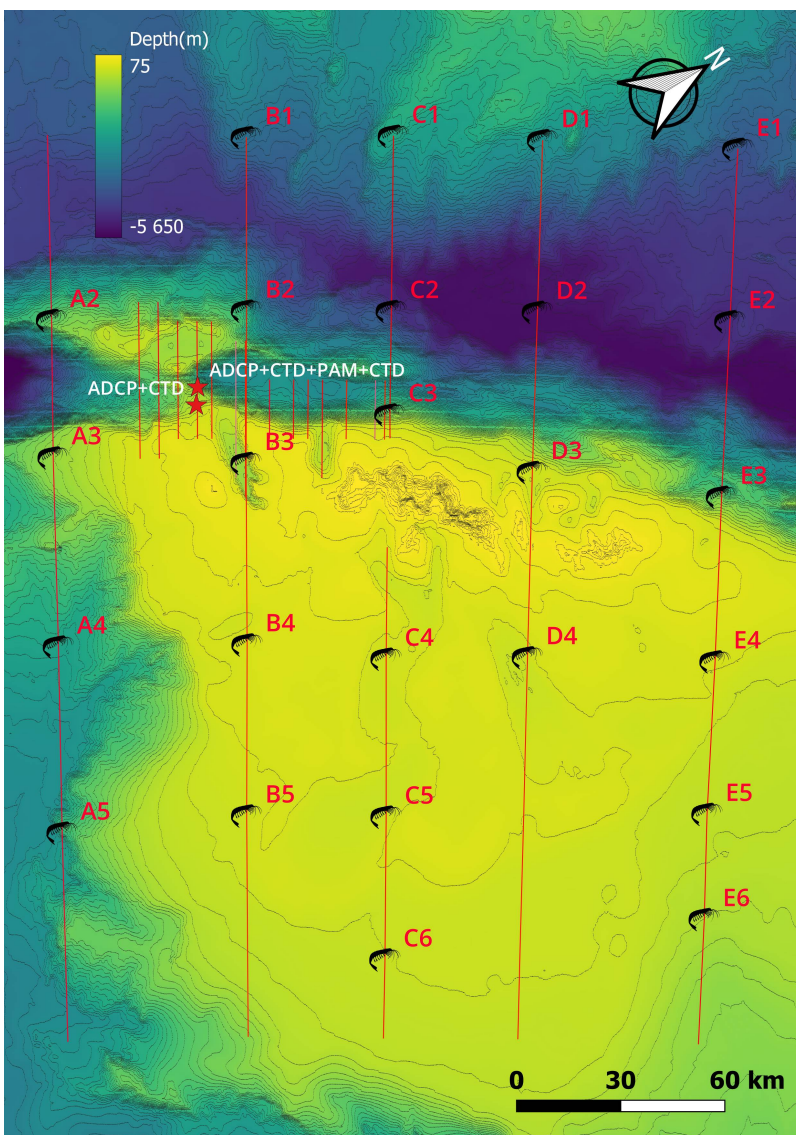 Depth(m)
75
-5 650
N
B1
C1
D1
E1
A2
B2
C2
D2
E2
ADCP+CTD+PAM+CTD
ADCP+CTD
C3
A3
B3
D3
E3
A4
B4
C4
D4
E4
A5
B5
C5
E5
C6
E6
0 30 60 km